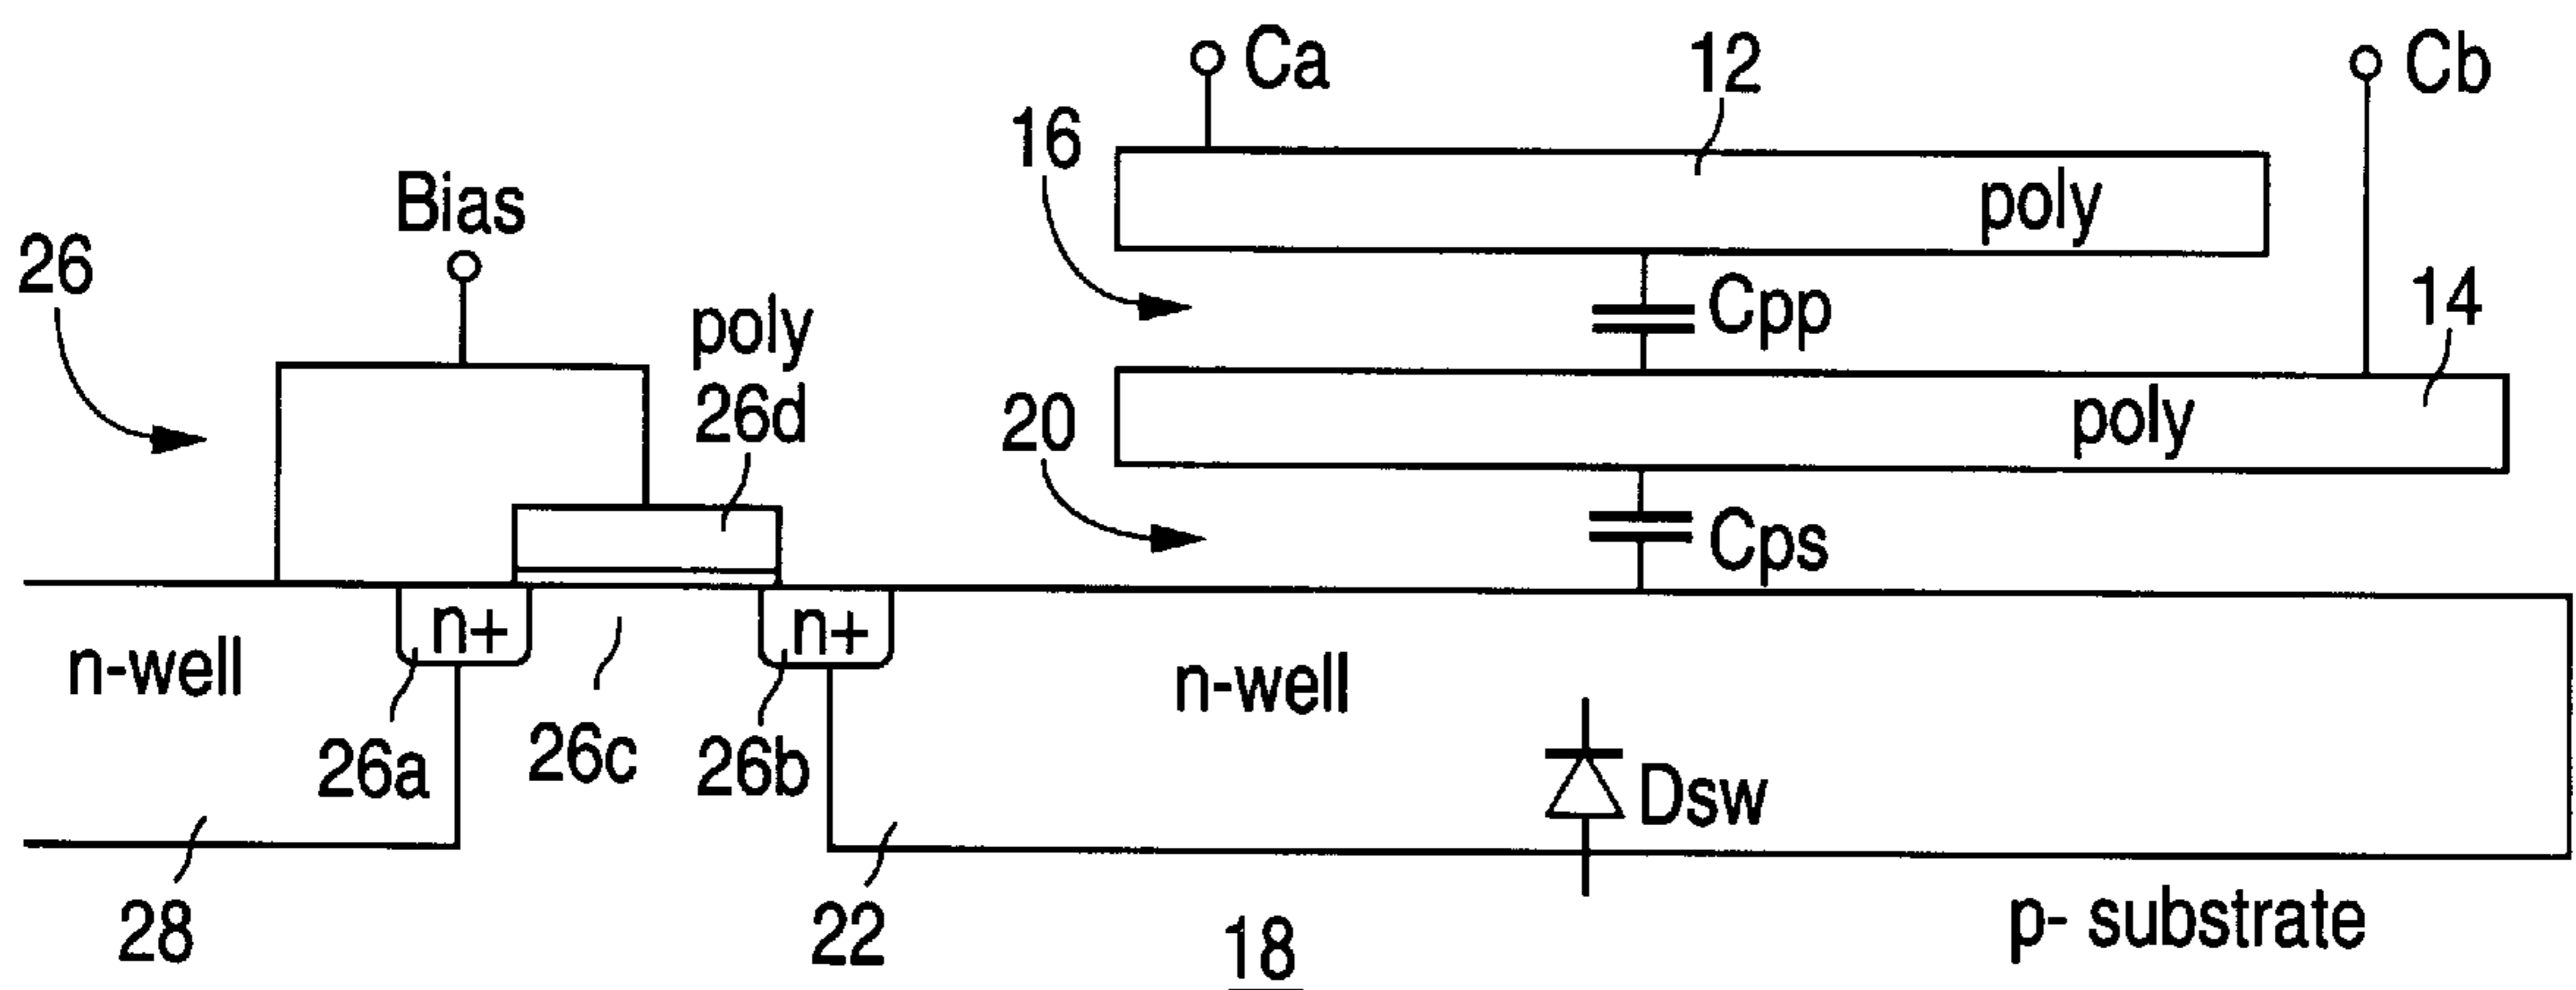 Ca
12
Cb
16
Bias
poly
26
Cpp
14
poly
26d
poly
20
Cps
n+
n+
n-well
n-well
26a
26c
26b
Dsw
28
22
18
p- substrate